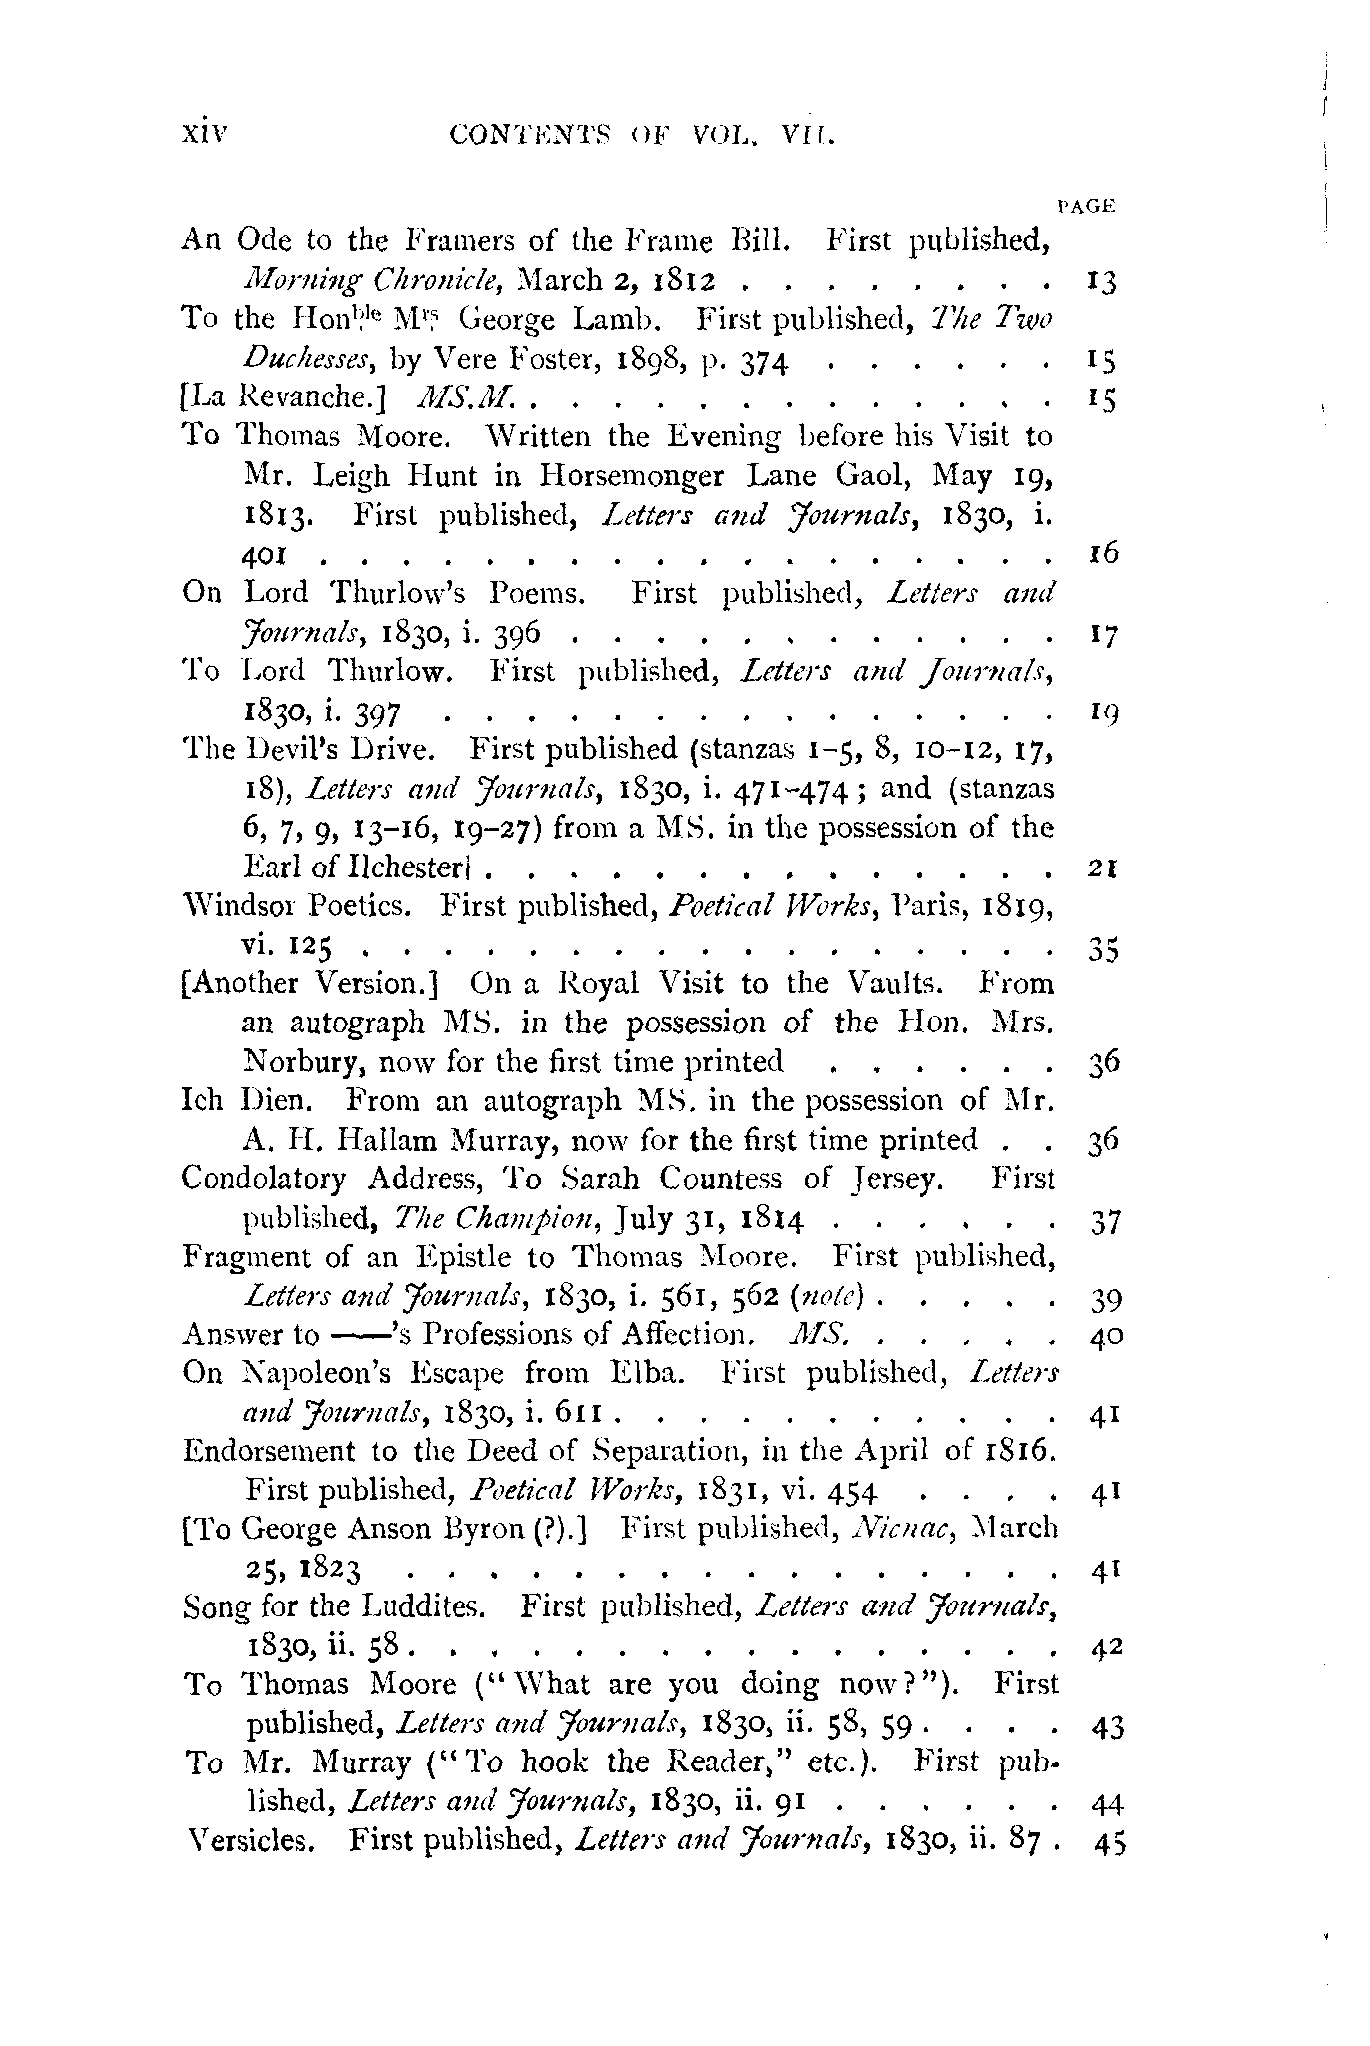 xiv CONTENTS OF VOL. VII.
PAGE
An Ode to the Framers of the Frame Bill. First published,
Morning Chronicle, March 2, 1812 . . . . . . . . 13
To the Honble Mrs George Lamb. First published, The Two
Duchesses, by Vere Foster, 1898, p. 374 . . . . . . 15
[La Revanche.] MS.M. . . . . . . . . . . . . . 15
To Thomas Moore. Written the Evening before his Visit to
Mr. Leigh Hunt in Horsemonger Lane Gaol, May 19,
1813. First published, Letters and Journals, 1830, i.
401 . . . . . . . . . . . . . . . . . . 16
On Lord Thurlow's Poems. First published, Letters and
Journals, 1830, i. 396 . . . . . . . . . . . . 17
To Lord Thurlow. First published, Letters and Journals,
1830, i. 397 . . . . . . . . . . . . . . . 19
The Devil's Drive. First published (stanzas 1-5, 8, 10-12, 17,
18), Letters and Journals, 1830, i. 471-474; and (stanzas
6, 7, 9, 13-16, 19-27) from a MS. in the possession of the
Earl of Ilchester . . . . . . . . . . . . . . 21
Windsor Poetics. First published, Poetical Works, Paris, 1819,
vi. 125 . . . . . . . . . . . . . . . . . 35
[Another Version.] On a Royal Visit to the Vaults. From
an autograph MS. in the possession of the Hon. Mrs.
Norbury, now for the first time printed . . . . . . 36
Ich Dien. From an autograph MS. in the possession of Mr.
A. H. Hallam Murray, now for the first time printed . . 36
Condolatory Address, To Sarah Countess of Jersey. First
published, The Champion, July 31, 1814 . . . . . . 37
Fragment of an Epistle to Thomas Moore. First published,
Letters and Journals, 1830, i. 561, 562 (note) . . . . . 39
Answer to ——'s Professions of Affection. MS. . . . . . 40
On Napoleon's Escape from Elba. First published, Letters
and Journals, 1830, i. 611 . . . . . . . . . . . 41
Endorsement to the Deed of Separation, in the April of 1816.
First published, Poetical Works, 1831, vi. 454 . . . . 41
[To George Anson Byron (?).] First published, Nicnac, March
25, 1823 . . . . . . . . . . . . . . . . 41
Song for the Luddites. First published, Letters and Journals,
1830, ii. 58 . . . . . . . . . . . . . . . . 42
To Thomas Moore ("What are you doing now?"). First
published, Letters and Journals, 1830, ii. 58, 59 . . . . 43
To Mr. Murray ("To hook the Reader," etc.). First pub-
lished, Letters and Journals, 1830, ii. 91 . . . . . . 44
Versicles. First published, Letters and Journals, 1830, ii. 87 . 45